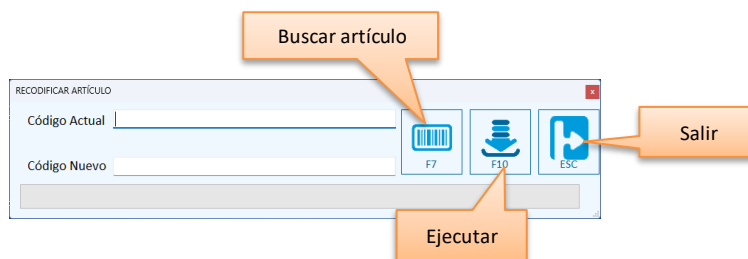 Buscar artículo
RECODIFICAR ARTÍCULO
x
Código Actual
Salir
Código Nuevo
F7
F10
ESC
Ejecutar